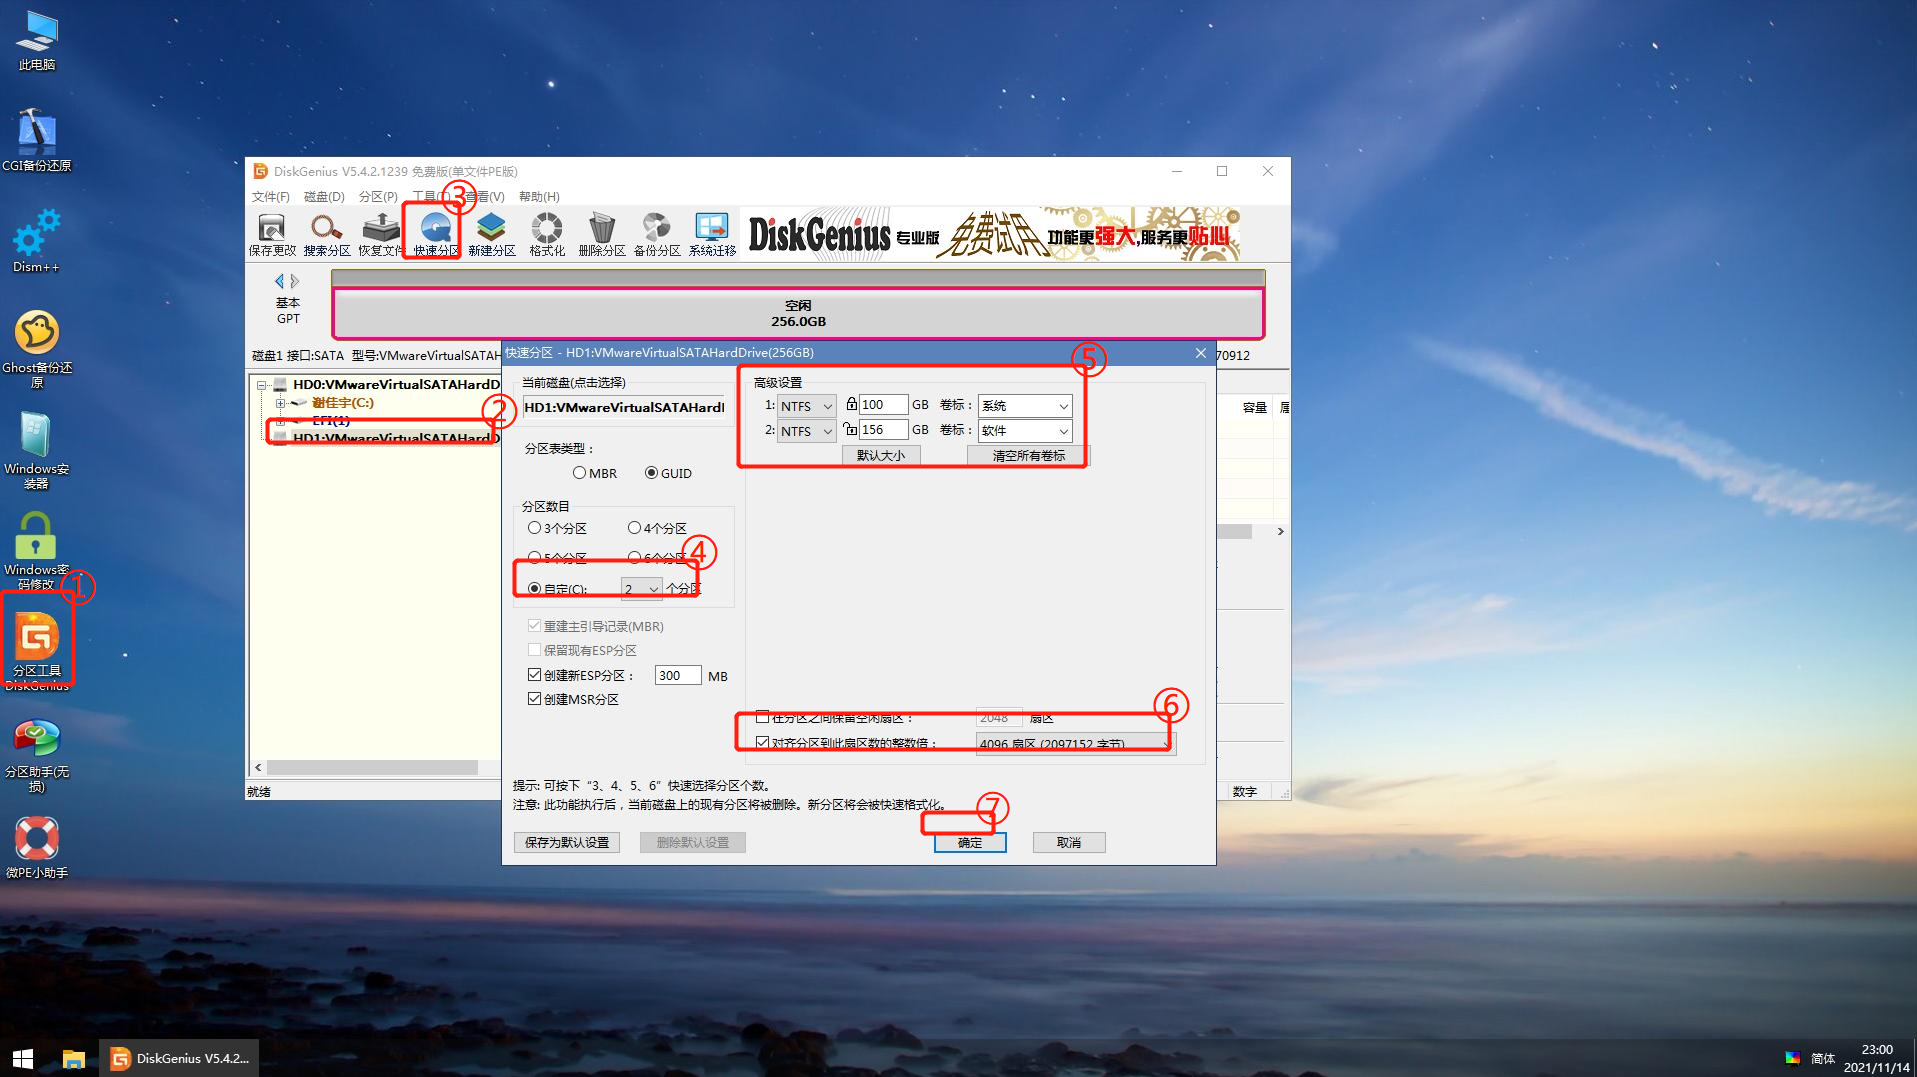 此电脑
CGI备份还原
Dism++
Ghost备份还
原
Windows安
装器
Windows密
码修改
①
分区工具
DiskGenius
分区助手(无
损)
微PE小助手
DiskGenius V5.4.2.1239 免费版(单文件PE版)
文件(F) 磁盘(D) 分区(P) 工具(T) 查看(V) 帮助(H)
③
保存更改 搜索分区 恢复文件 快速分区 新建分区 格式化 删除分区 备份分区 系统迁移
DiskGenius 专业版 免费试用 功能更强大,服务更贴心
基本
GPT
空闲
256.0GB
磁盘1 接口:SATA 型号:VMwareVirtualSATAH
70912
HD0:VMwareVirtualSATAHardD
谢佳宇(C:)
EFI(1)
②
HD1:VMwareVirtualSATAHardD
容量
就绪
数字
快速分区 - HD1:VMwareVirtualSATAHardDrive(256GB)
⑤
当前磁盘(点击选择)
HD1:VMwareVirtualSATAHardI
分区表类型：
MBR GUID
分区数目
3个分区 4个分区
5个分区 6个分区
④
自定(C): 2 个分区
重建主引导记录(MBR)
保留现有ESP分区
创建新ESP分区： 300 MB
创建MSR分区
高级设置
1: NTFS 100 GB 卷标： 系统
2: NTFS 156 GB 卷标： 软件
默认大小 清空所有卷标
⑥
在分区之间保留空闲扇区： 2048 扇区
对齐分区到此扇区数的整数倍： 4096 扇区 (2097152 字节)
提示: 可按下 “3、4、5、6” 快速选择分区个数。
注意: 此功能执行后，当前磁盘上的现有分区将被删除。新分区将会被快速格式化。
⑦
保存为默认设置 删除默认设置 确定 取消
DiskGenius V5.4.2...
简体
23:00
2021/11/14